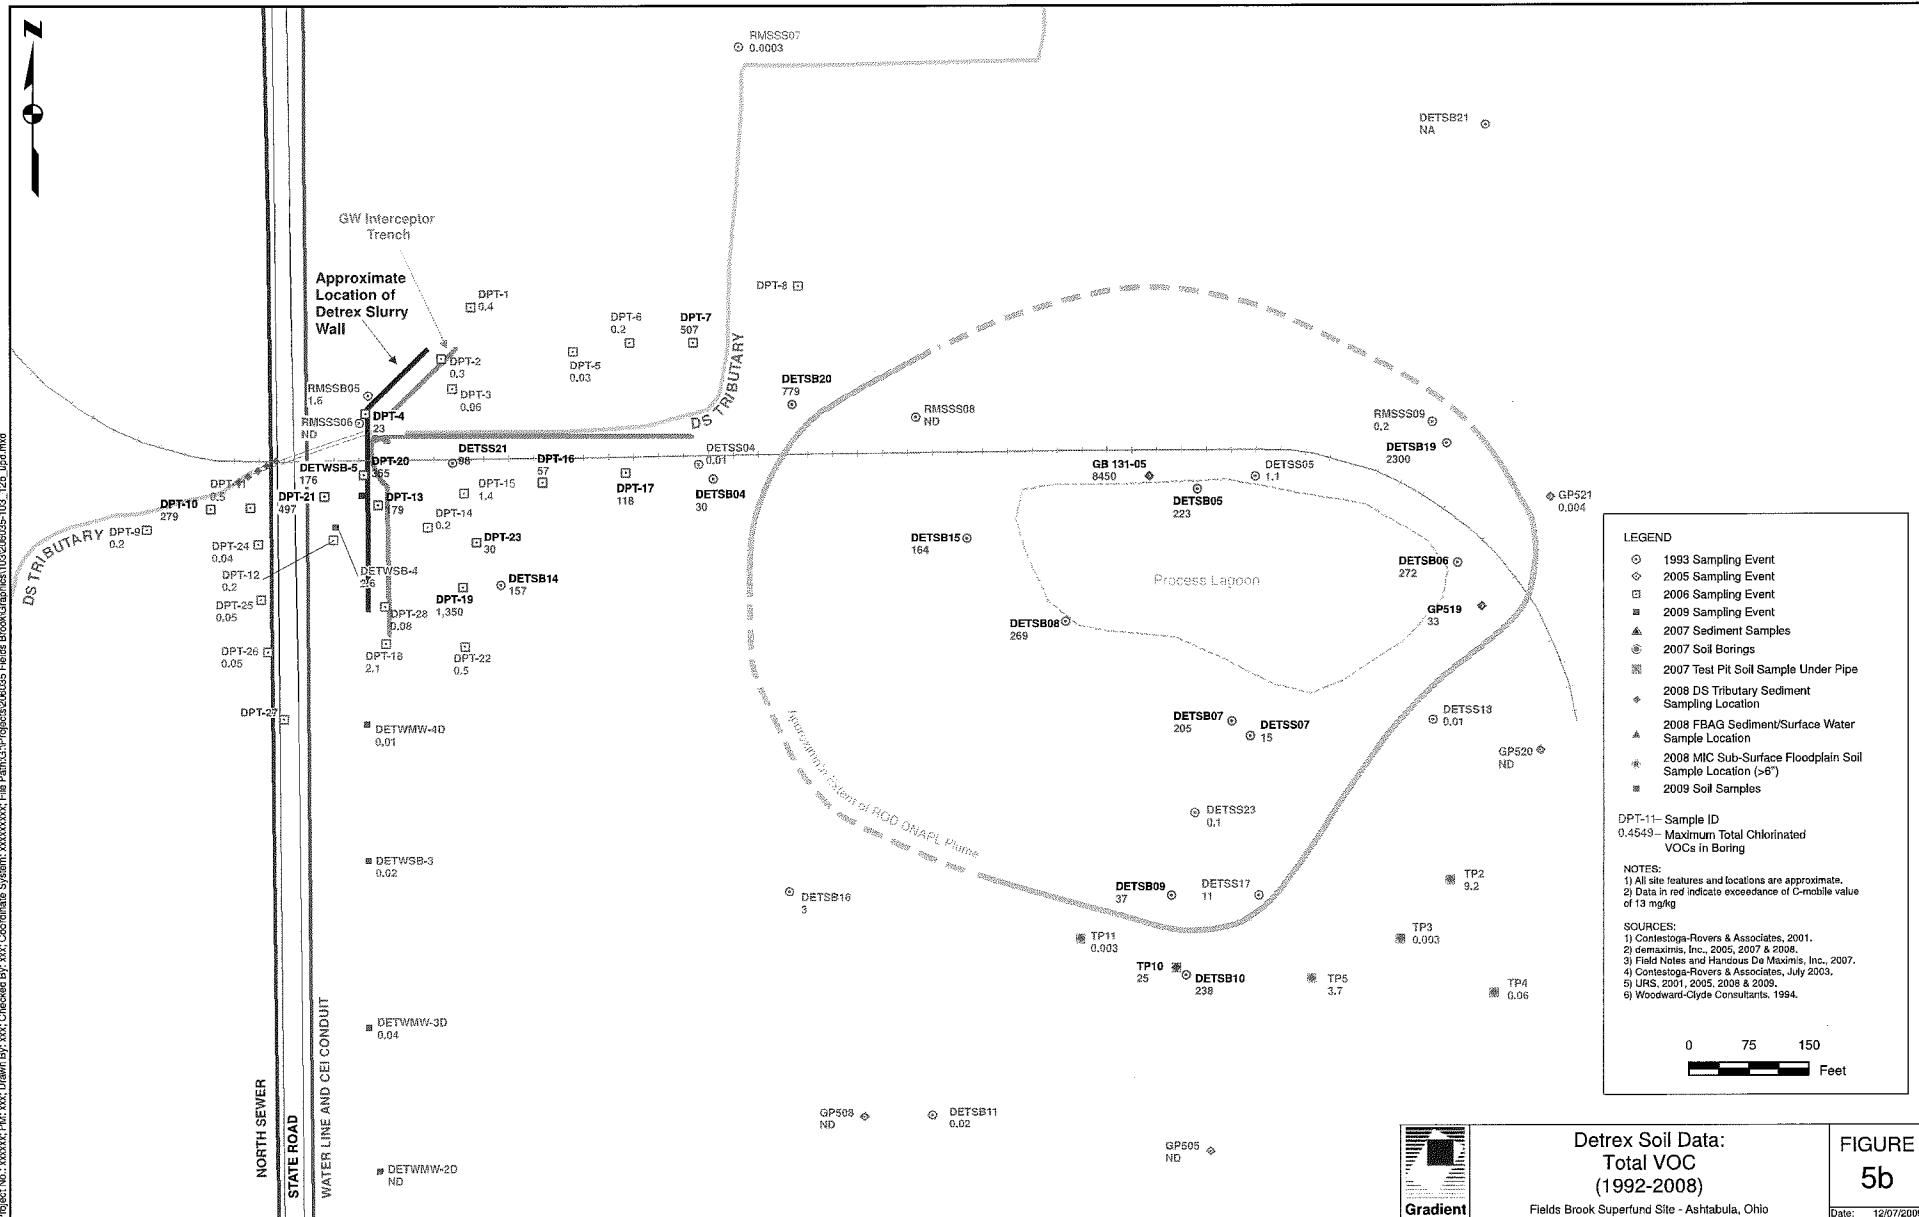 N
RMSSS07
0.0003
DETSB21
NA
GW Interceptor
Trench
Approximate
Location of
Detrex Slurry
Wall
DPT-1
0.4
DPT-8
DPT-6
0.2
DPT-7
507
DPT-5
0.03
DPT-2
0.3
DPT-3
0.06
RMSSB05
1.6
RMSSS06
ND
DPT-4
23
DS TRIBUTARY
DETSB20
779
RMSSS08
ND
RMSSS09
0.2
DETSB19
2300
DETWSB-5
176
DPT-20
365
DETSS21
98
DPT-16
57
DPT-17
118
DETSS04
0.01
DETSB04
30
GB 131-05
8450
DETSS05
1.1
DETSB05
223
GP521
0.004
DPT-11
0.5
DPT-10
279
DPT-21
497
DPT-13
179
DPT-15
1.4
DPT-14
0.2
DPT-9
0.2
DS TRIBUTARY
DPT-24
0.04
DPT-23
30
DETSB15
164
DETSB06
272
Process Lagoon
DPT-12
0.2
DETWSB-4
2.6
DETSB14
157
DPT-25
0.05
DPT-19
1,350
DPT-28
0.08
GP519
33
DETSB08
269
DPT-26
0.05
DPT-18
2.1
DPT-22
0.5
DPT-27
DETWMW-4D
0.01
DETSB07
205
DETSS07
15
DETSS13
0.01
GP520
ND
Approximate Extent of ROD DNAPL Plume
DETSS23
0.1
DETWSB-3
0.02
DETSB16
3
DETSB09
37
DETSS17
11
TP2
9.2
TP11
0.003
TP3
0.003
TP10
25
DETSB10
238
TP5
3.7
TP4
0.06
DETWMW-3D
0.04
NORTH SEWER
STATE ROAD
WATER LINE AND CEI CONDUIT
GP508
ND
DETSB11
0.02
GP505
ND
DETWMW-2D
ND
LEGEND
1993 Sampling Event
2005 Sampling Event
2006 Sampling Event
2009 Sampling Event
2007 Sediment Samples
2007 Soil Borings
2007 Test Pit Soil Sample Under Pipe
2008 DS Tributary Sediment
Sampling Location
2008 FBAG Sediment/Surface Water
Sample Location
2008 MIC Sub-Surface Floodplain Soil
Sample Location (>6")
2009 Soil Samples
DPT-11– Sample ID
0.4549– Maximum Total Chlorinated
VOCs in Boring
NOTES:
1) All site features and locations are approximate.
2) Data in red indicate exceedance of C-mobile value
of 13 mg/kg
SOURCES:
1) Contestoga-Rovers & Associates, 2001.
2) demaximis, Inc., 2005, 2007 & 2008.
3) Field Notes and Handous De Maximis, Inc., 2007.
4) Contestoga-Rovers & Associates, July 2003.
5) URS, 2001, 2005, 2008 & 2009.
6) Woodward-Clyde Consultants, 1994.
0 75 150
Feet
Gradient
Detrex Soil Data:
Total VOC
(1992-2008)
Fields Brook Superfund Site - Ashtabula, Ohio
FIGURE
5b
Date: 12/07/2009